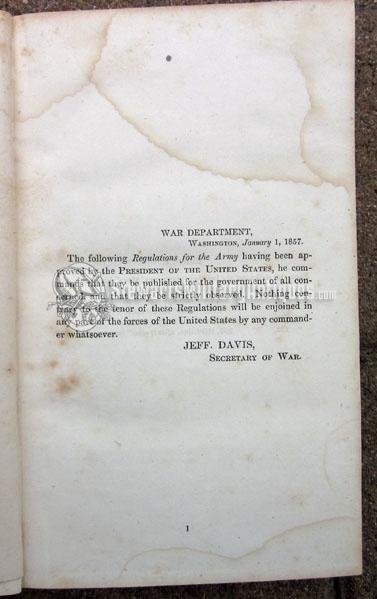 WAR DEPARTMENT,
WASHINGTON, January 1, 1857.
The following Regulations for the Army having been ap-
proved by the PRESIDENT OF THE UNITED STATES, he com-
mands that they be published for the government of all con-
cerned, and that they be strictly observed. Nothing con-
trary to the tenor of these Regulations will be enjoined in
any part of the forces of the United States by any command-
er whatsoever.
JEFF. DAVIS,
SECRETARY OF WAR.
1